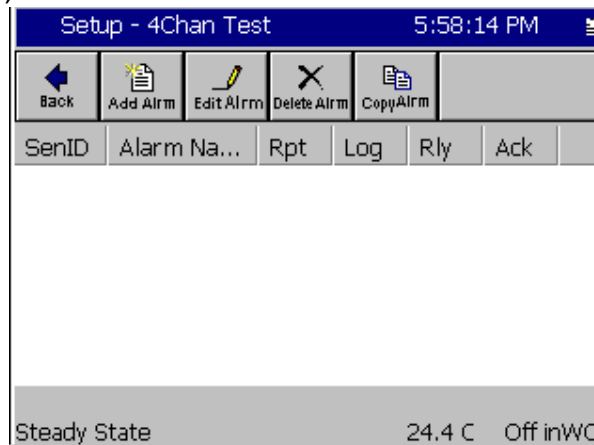 Setup - 4Chan Test 5:58:14 PM
Back Add Alrm Edit Alrm Delete Alrm CopyAlrm
SenID Alarm Na... Rpt Log Rly Ack
Steady State 24.4 C Off inWC